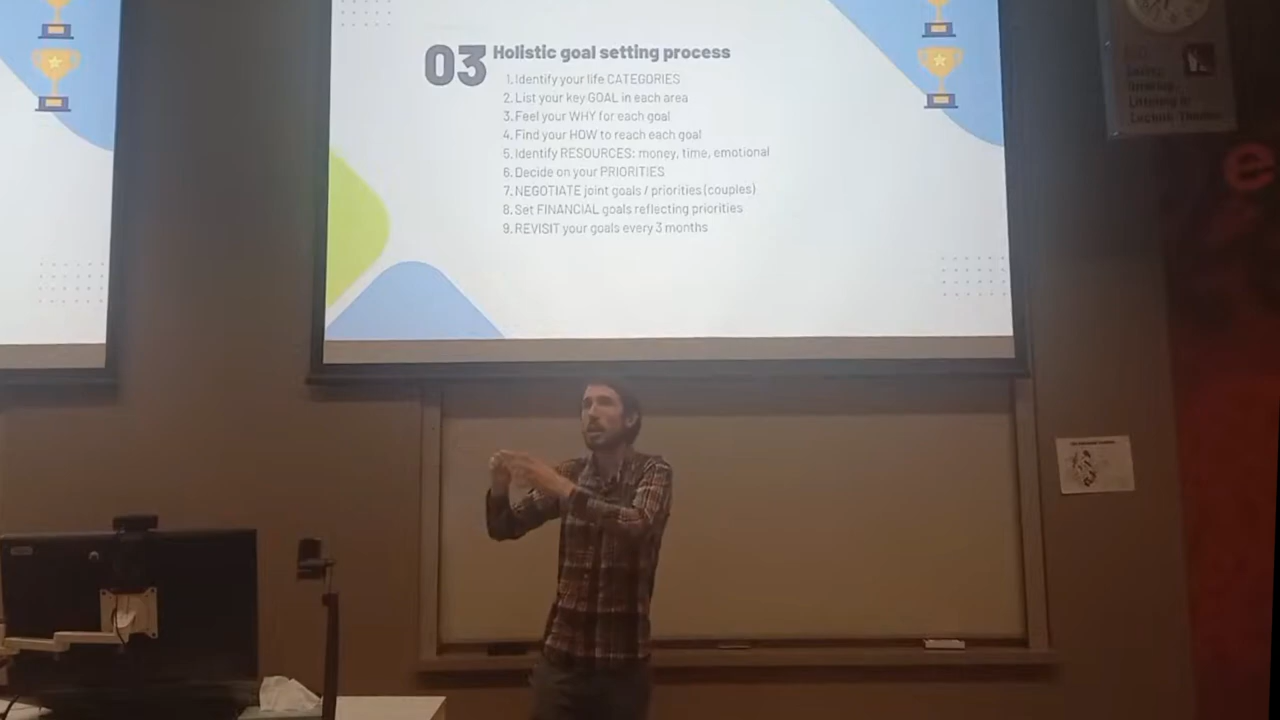 03 Holistic goal setting process
1. Identify your life CATEGORIES
2. List your key GOAL in each area
3. Feel your WHY for each goal
4. Find your HOW to reach each goal
5. Identify RESOURCES: money, time, emotional
6. Decide on your PRIORITIES
7. NEGOTIATE joint goals / priorities (couples)
8. Set FINANCIAL goals reflecting priorities
9. REVISIT your goals every 3 months
e